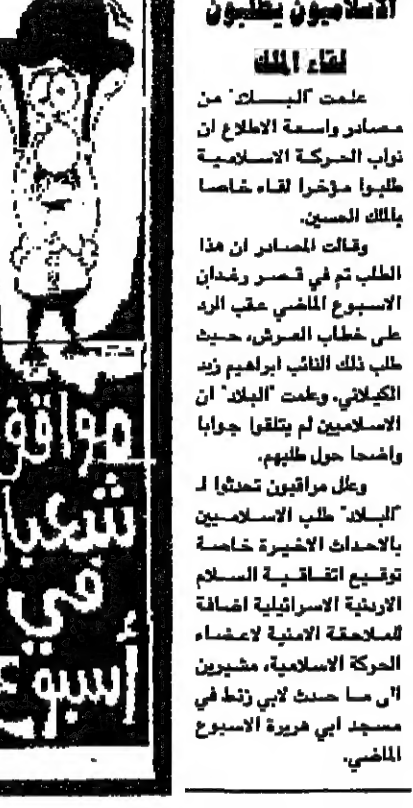 الاسلاميون يطلبون
لقاء الملك
علمت "البـــلاد" من
مصادر واسعة الاطلاع ان
نواب الحركة الاسلامية
طلبوا مؤخرا لقاء خاصا
بالملك الحسين.
وقالت المصادر ان هذا
الطلب تم في قصر رغدان
الاسبوع الماضي عقب الرد
على خطاب العرش، حيث
طلب ذلك النائب ابراهيم زيد
الكيلاني، وعلمت "البلاد" ان
الاسلاميين لم يتلقوا جوابا
واضحا حول طلبهم.
وعلل مراقبون تحدثوا لـ
"البلاد" طلب الاسلاميين
بالاحداث الاخيرة خاصة
توقيع اتفاقية السلام
الاردنية الاسرائيلية اضافة
للملاحقة الامنية لاعضاء
الحركة الاسلامية، مشيرين
الى ما حدث لابي زنط في
مسجد ابي هريرة الاسبوع
الماضي.
مواقف
شعبان
في
أسبوع